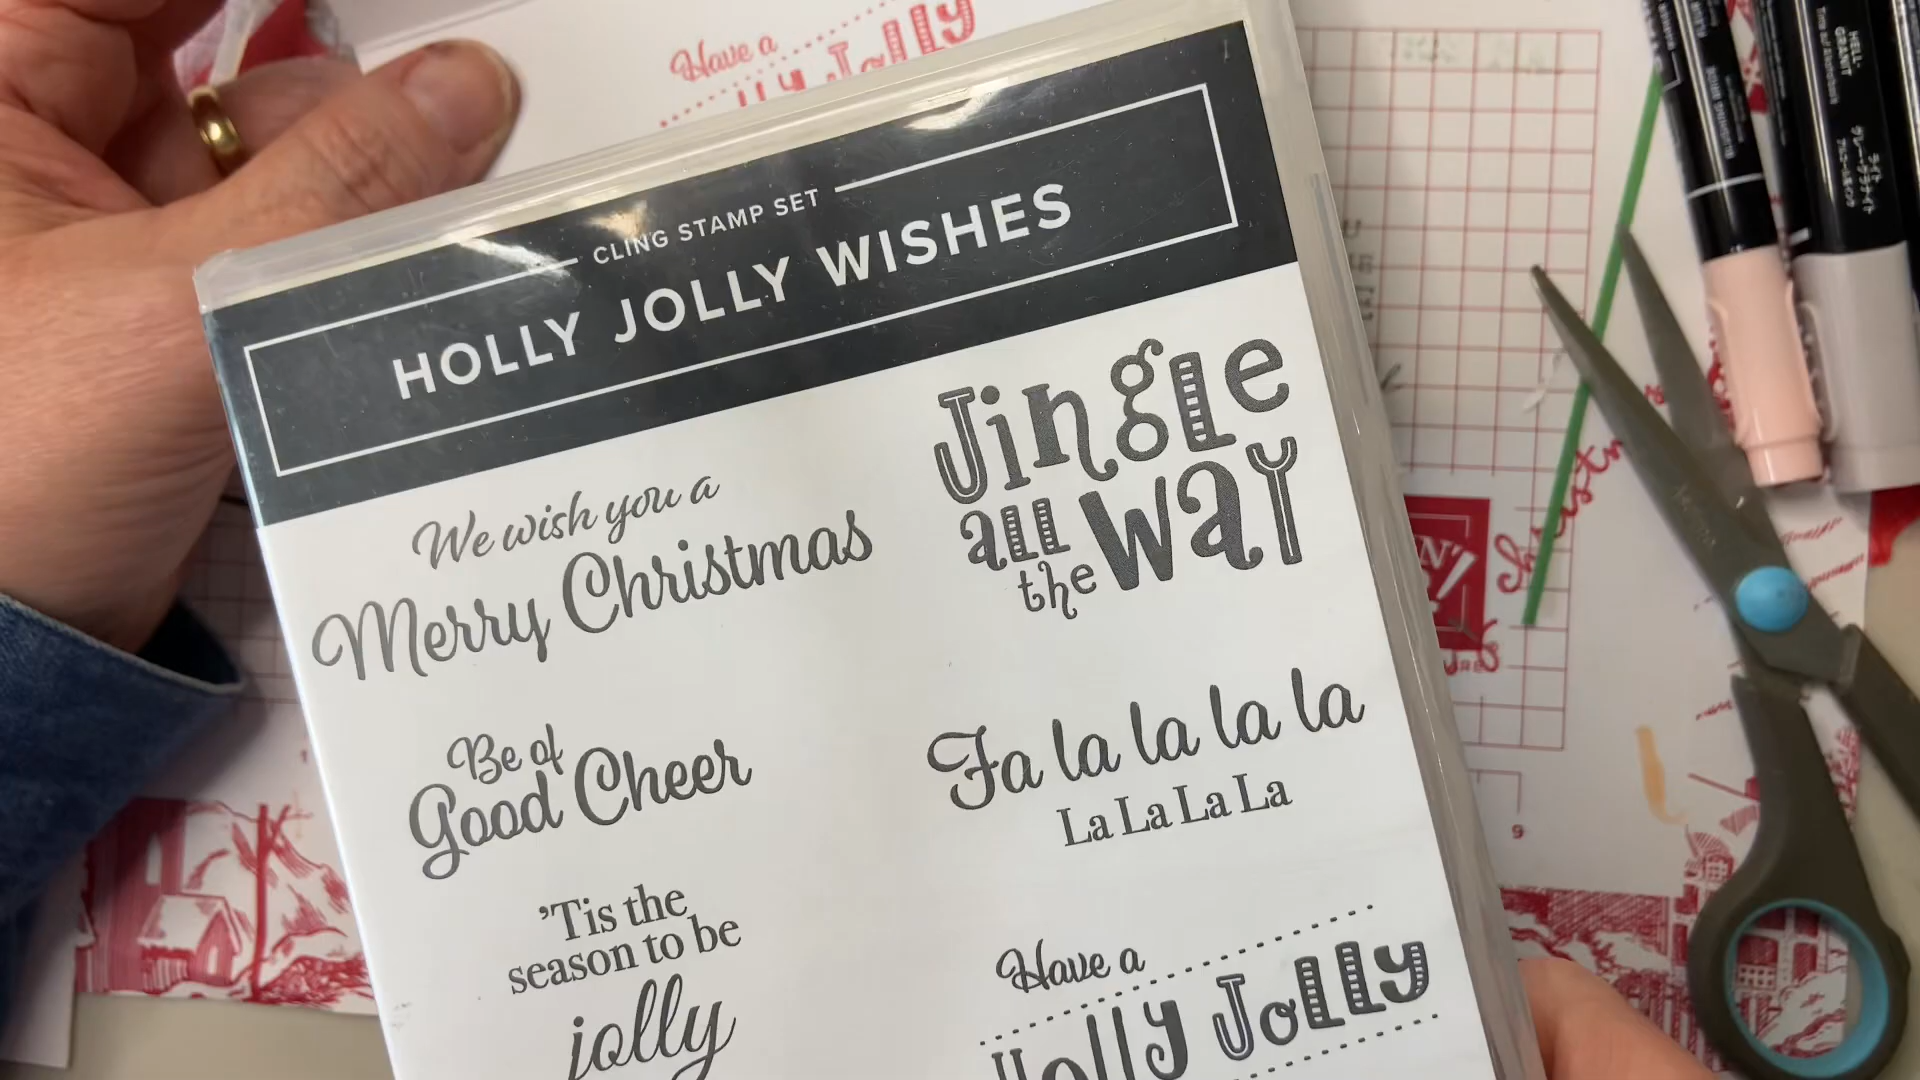 Have a
Jolly
CLING STAMP SET
HOLLY JOLLY WISHES
We wish you a
Merry Christmas
Jingle
all the Way
Be of
Good Cheer
Fa la la la la
La La La La
'Tis the
season to be
jolly
Have a
Holly Jolly
9